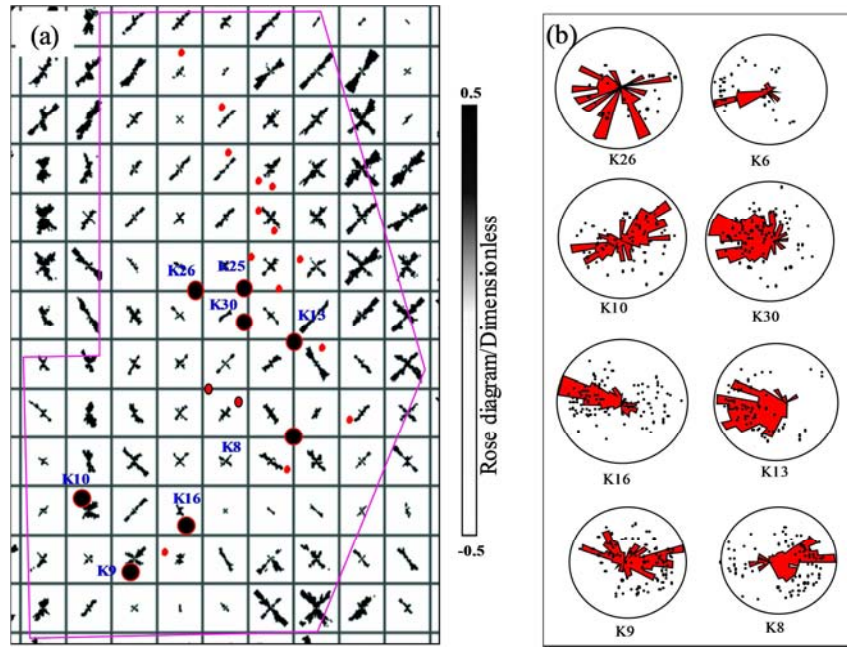 (a)
K26
K25
K30
K13
K8
K10
K16
K9
0.5
Rose diagram/Dimensionless
-0.5
(b)
K26
K6
K10
K30
K16
K13
K9
K8